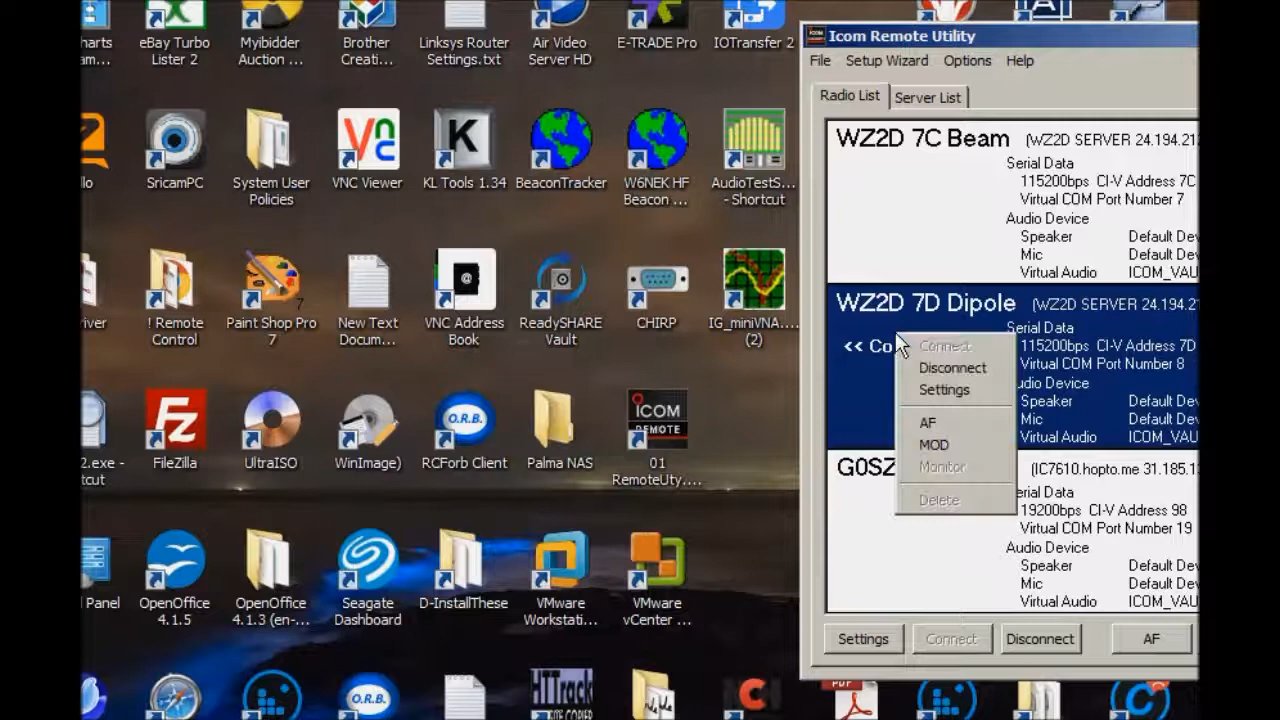 harts
am...
eBay Turbo
Lister 2
Myibidder
Auction ...
Brother
Creati...
Linksys Router
Settings.txt
Air Video
Server HD
E-TRADE Pro
IOTransfer 2
llo
SricamPC
System User
Policies
VNC Viewer
K
KL Tools 1.34
BeaconTracker
W6NEK HF
Beacon ...
AudioTestS...
- Shortcut
river
! Remote
Control
Paint Shop Pro
7
7
New Text
Docum...
@
VNC Address
Book
ReadySHARE
Vault
CHIRP
IG_miniVNA....
(2)
2.exe -
tcut
Fz
FileZilla
UltraISO
WinImage)
O.R.B.
RCForb Client
Palma NAS
ICOM
REMOTE
01
RemoteUty....
l Panel
OpenOffice
4.1.5
OpenOffice
4.1.3 (en-...
Seagate
Dashboard
D-InstallThese
VMware
Workstati...
VMware
vCenter ...
O.R.B.
HTTrack
SITE COPIER
PDF
Icom Remote Utility
File Setup Wizard Options Help
Radio List Server List
WZ2D 7C Beam (WZ2D SERVER 24.194.21
Serial Data
115200bps CI-V Address 7C
Virtual COM Port Number 7
Audio Device
Speaker Default Dev
Mic Default Dev
Virtual Audio ICOM_VAU
WZ2D 7D Dipole (WZ2D SERVER 24.194.21
Serial Data
<< Co
115200bps CI-V Address 7D
Virtual COM Port Number 8
udio Device
Speaker Default Dev
Mic Default Dev
Virtual Audio ICOM_VAU
Connect
Disconnect
Settings
AF
MOD
Monitor
Delete
G0SZ (IC7610.hopto.me 31.185.1
erial Data
19200bps CI-V Address 98
Virtual COM Port Number 19
Audio Device
Speaker Default Dev
Mic Default Dev
Virtual Audio ICOM_VAU
Settings Connect Disconnect AF